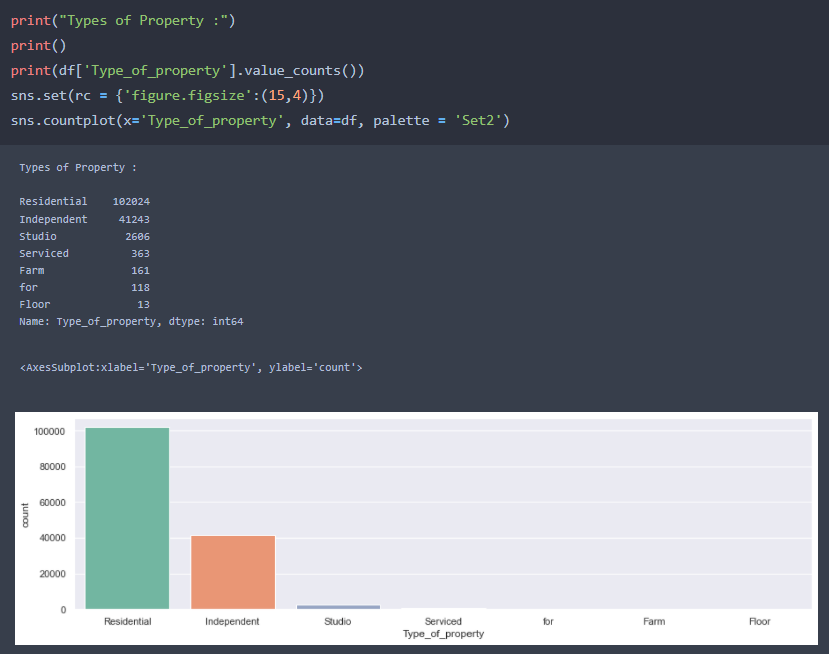 print("Types of Property :")
print()
print(df['Type_of_property'].value_counts())
sns.set(rc = {'figure.figsize':(15,4)})
sns.countplot(x='Type_of_property', data=df, palette = 'Set2')
Types of Property :
Residential 102024
Independent 41243
Studio 2606
Serviced 363
Farm 161
for 118
Floor 13
Name: Type_of_property, dtype: int64
<AxesSubplot:xlabel='Type_of_property', ylabel='count'>
100000
80000
60000
40000
20000
0
count
Residential Independent Studio Serviced for Farm Floor
Type_of_property